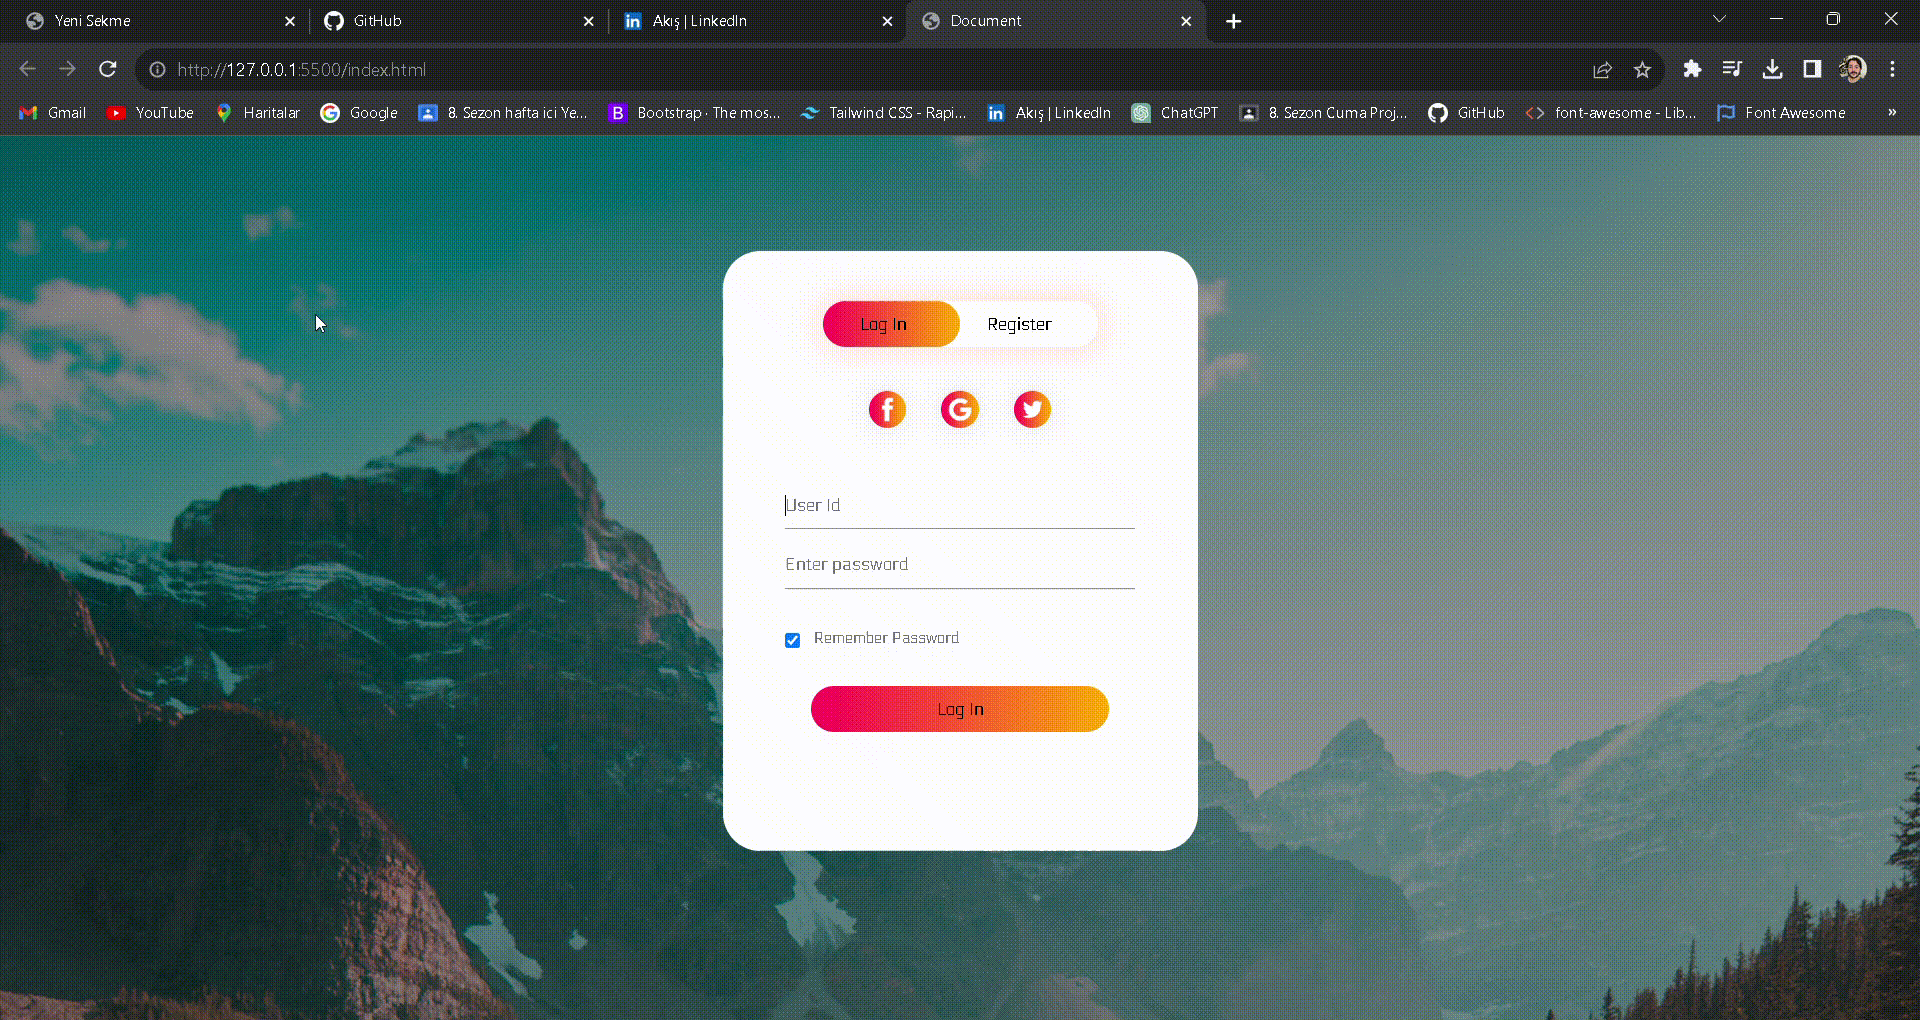 Yeni Sekme GitHub Akış | LinkedIn Document
http://127.0.0.1:5500/index.html
Gmail YouTube Haritalar Google 8. Sezon hafta ici Ye... Bootstrap · The mos... Tailwind CSS - Rapi... Akış | LinkedIn ChatGPT 8. Sezon Cuma Proj... GitHub font-awesome - Lib... Font Awesome »
Log In Register
User Id
Enter password
Remember Password
Log In